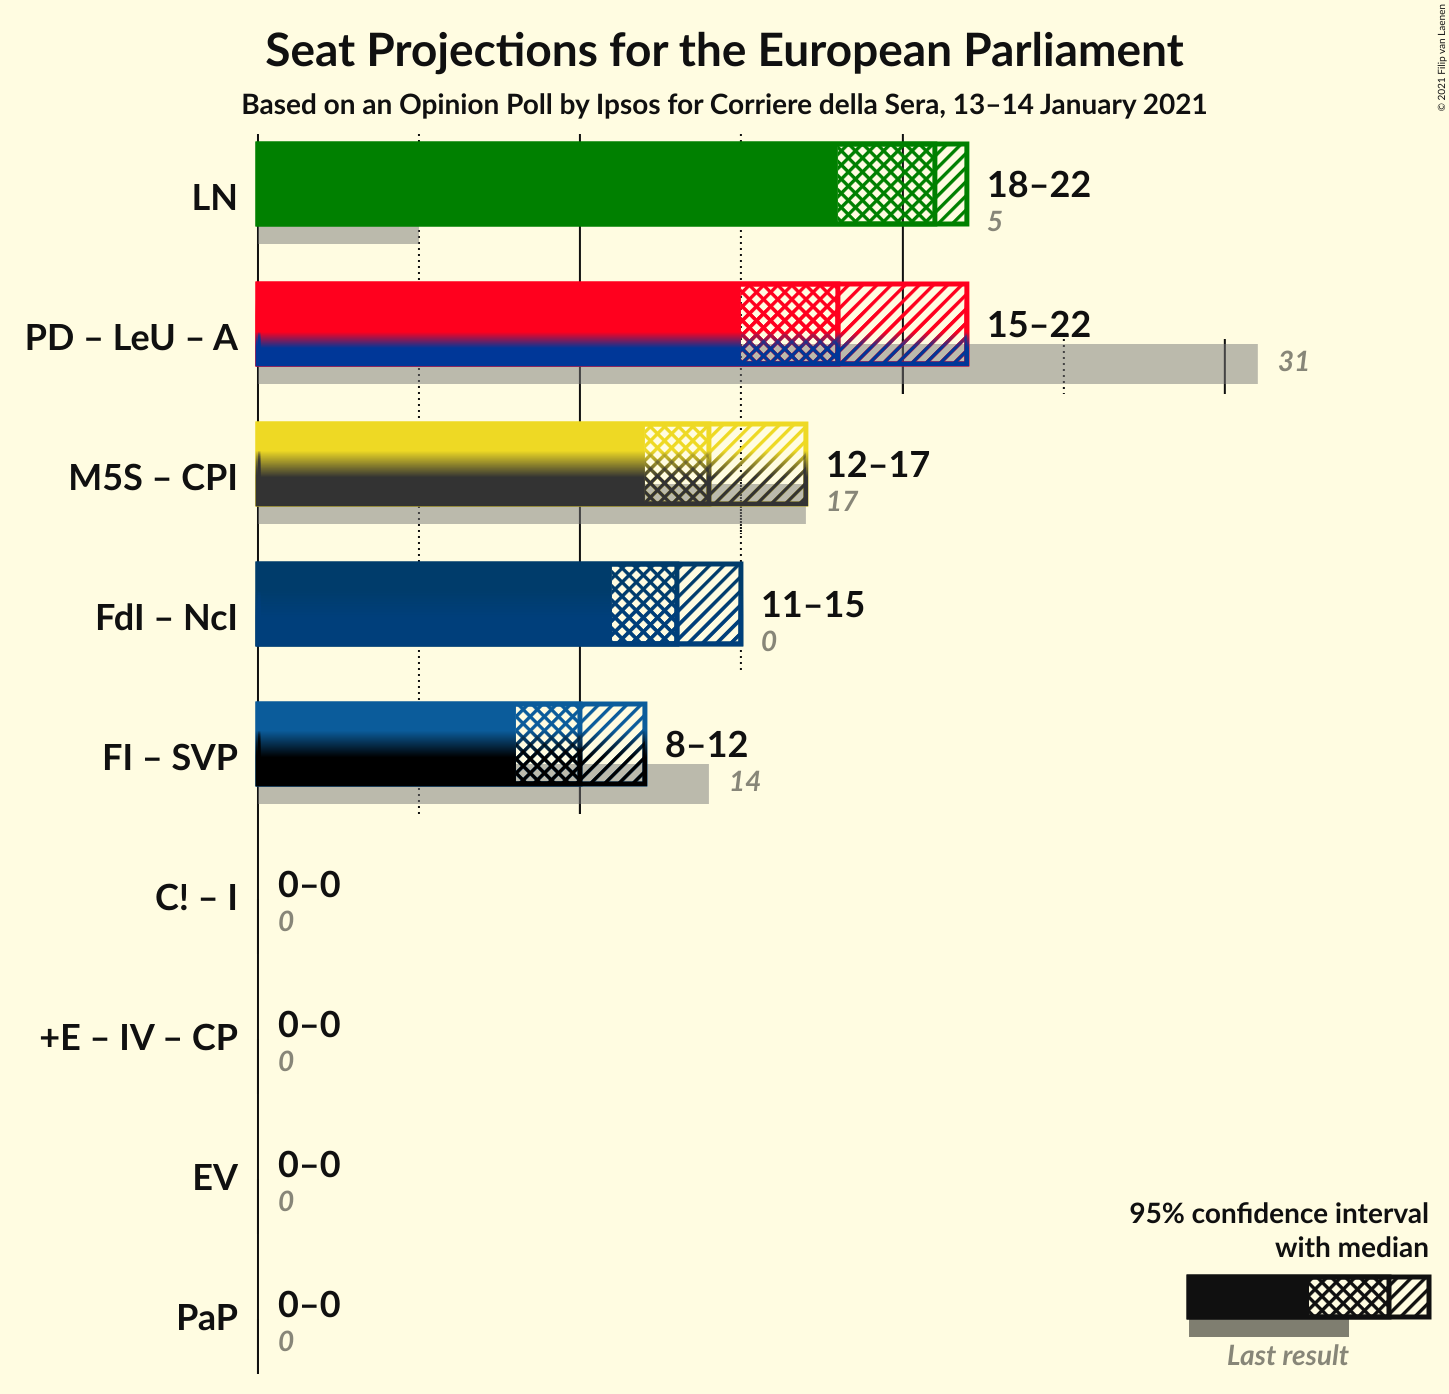 Seat Projections for the European Parliament
Based on an Opinion Poll by Ipsos for Corriere della Sera, 13–14 January 2021
© 2021 Filip van Laenen
LN
18–22
5
PD – LeU – A
15–22
31
M5S – CPI
12–17
17
FdI – NcI
11–15
0
FI – SVP
8–12
14
C! – I
0–0
0
+E – IV – CP
0–0
0
EV
0–0
0
PaP
0–0
0
95% confidence interval
with median
Last result